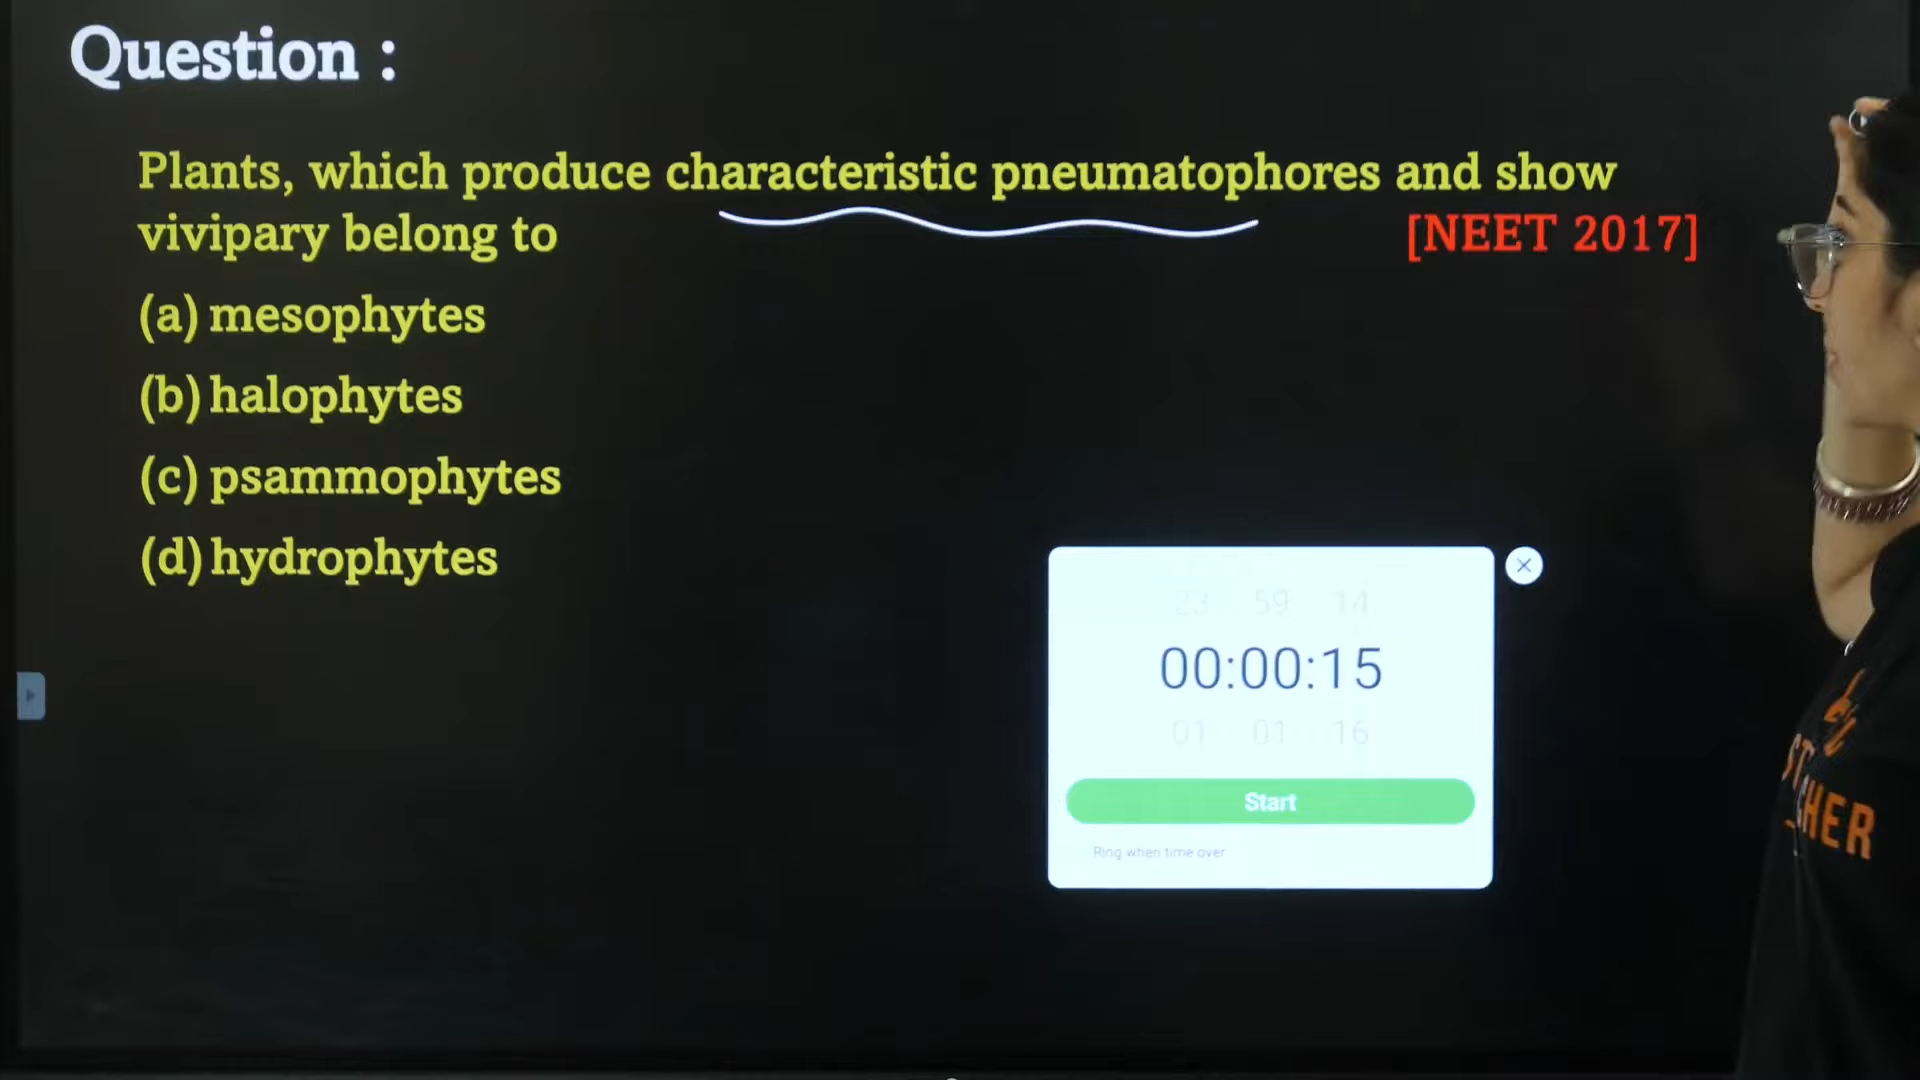 Question :
Plants, which produce characteristic pneumatophores and show
vivipary belong to
[NEET 2017]
(a) mesophytes
(b) halophytes
(c) psammophytes
(d) hydrophytes
23 59 14
00:00:15
01 01 16
Start
Ring when time over
HER